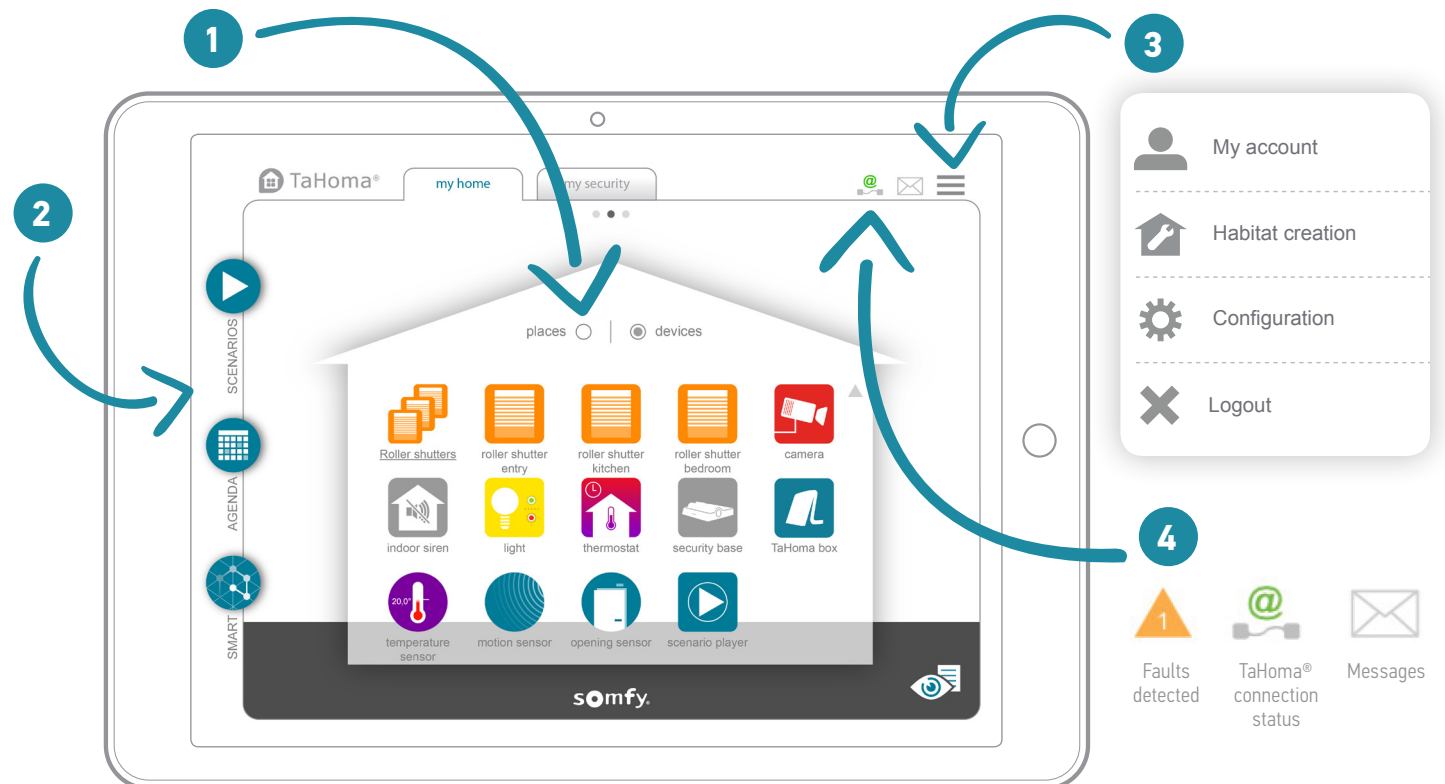 1
3
TaHoma®
my home
my security
@
My account
2
Habitat creation
SCENARIOS
places
devices
Configuration
Roller shutters
roller shutter
entry
roller shutter
kitchen
roller shutter
bedroom
camera
Logout
AGENDA
indoor siren
light
thermostat
security base
TaHoma box
4
SMART
20,0°
temperature
sensor
motion sensor
opening sensor
scenario player
somfy.
1
@
Faults
detected
TaHoma®
connection
status
Messages